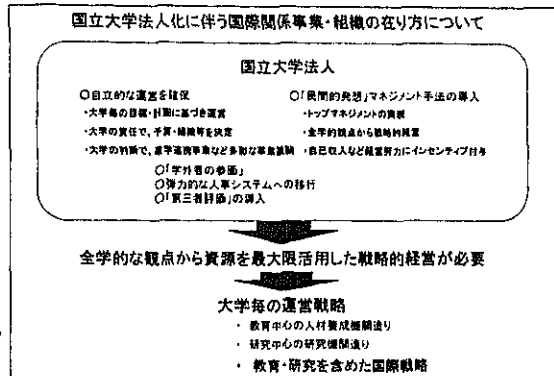 国立大学法人化に伴う国際関係事業・組織の在り方について
国立大学法人
〇自立的な運営を確保
・大学毎の目標・計画に基づき運営
・大学の責任で、予算・組織等を決定
・大学の判断で、産学連携事業など多彩な事業展開
〇「民間的発想」マネジメント手法の導入
・トップマネジメントの実現
・全学的観点から戦略的経営
・自己収入など経営努力にインセンティブ付与
〇「学外者の参画」
〇弾力的な人事システムへの移行
〇「第三者評価」の導入
全学的な観点から資源を最大限活用した戦略的経営が必要
大学毎の運営戦略
・ 教育中心の人材養成機関造り
・ 研究中心の研究機関造り
・ 教育・研究を含めた国際戦略